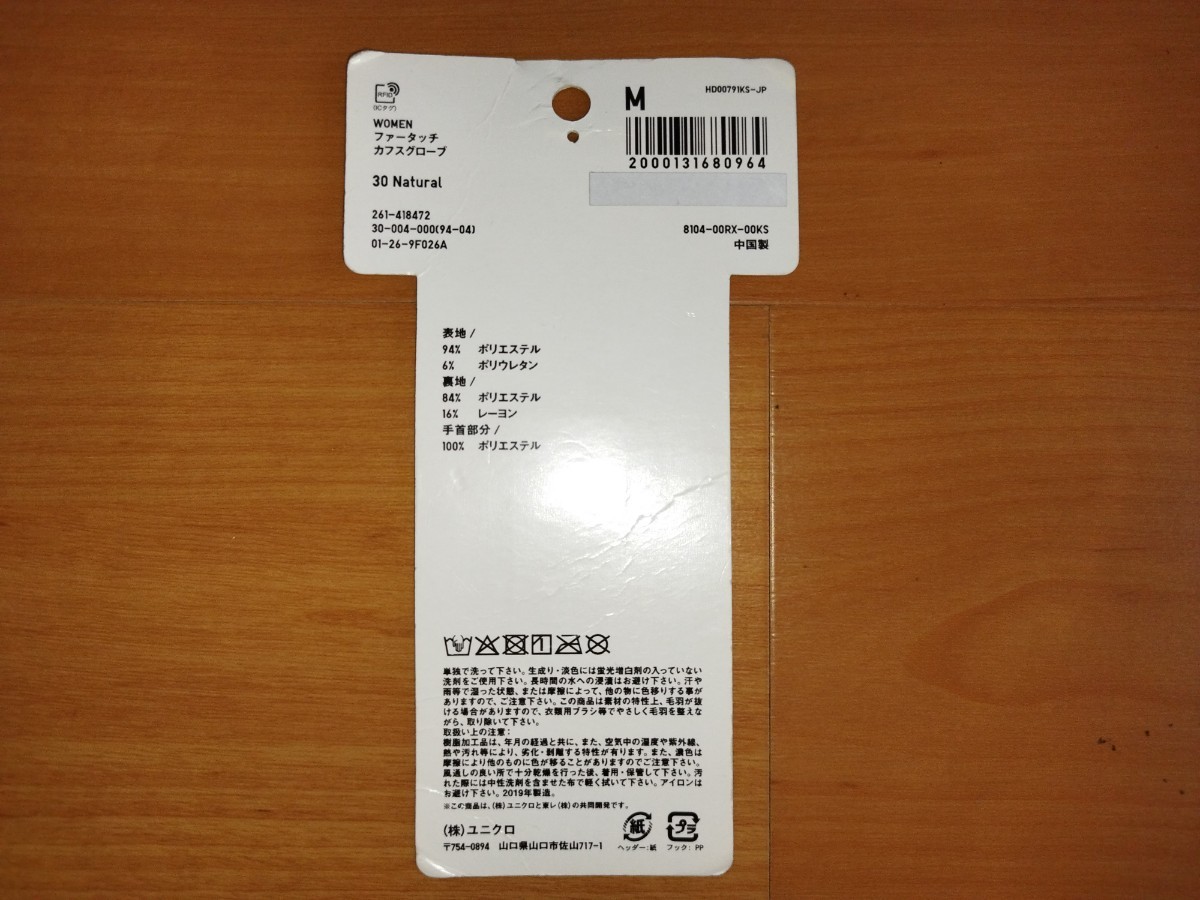 RFID
(ICタグ)
WOMEN
ファータッチ
カフスグローブ
30 Natural
261-418472
30-004-000(94-04)
01-26-9F026A
M
HD00791KS-JP
2000131680964
8104-00RX-00KS
中国製
表地/
94% ポリエステル
6% ポリウレタン
裏地/
84% ポリエステル
16% レーヨン
手首部分/
100% ポリエステル
単独で洗って下さい。生成り・淡色には蛍光増白剤の入っていない
洗剤をご使用下さい。長時間の水への浸漬はお避け下さい。汗や
雨等で湿った状態、または摩擦によって、他の物に色移りする事が
ありますので、ご注意下さい。この商品は素材の特性上、毛羽が抜
ける場合がありますので、衣類用ブラシ等でやさしく毛羽を整えな
がら、取り除いて下さい。
取扱い上の注意:
樹脂加工品は、年月の経過と共に、また、空気中の湿度や紫外線、
熱や汚れ等により、劣化・剥離する特性が有ります。また、濃色は
摩擦により他のものに色が移ることがありますのでご注意下さい。
風通しの良い所で十分乾燥を行った後、着用・保管して下さい。汚
れた際には中性洗剤を含ませた布で軽く拭いて下さい。アイロンは
お避け下さい。2019年製造。
※この商品は、(株)ユニクロと東レ(株)の共同開発です。
(株)ユニクロ
〒754-0894 山口県山口市佐山717-1
紙
ヘッダー:紙
プラ
フック: PP